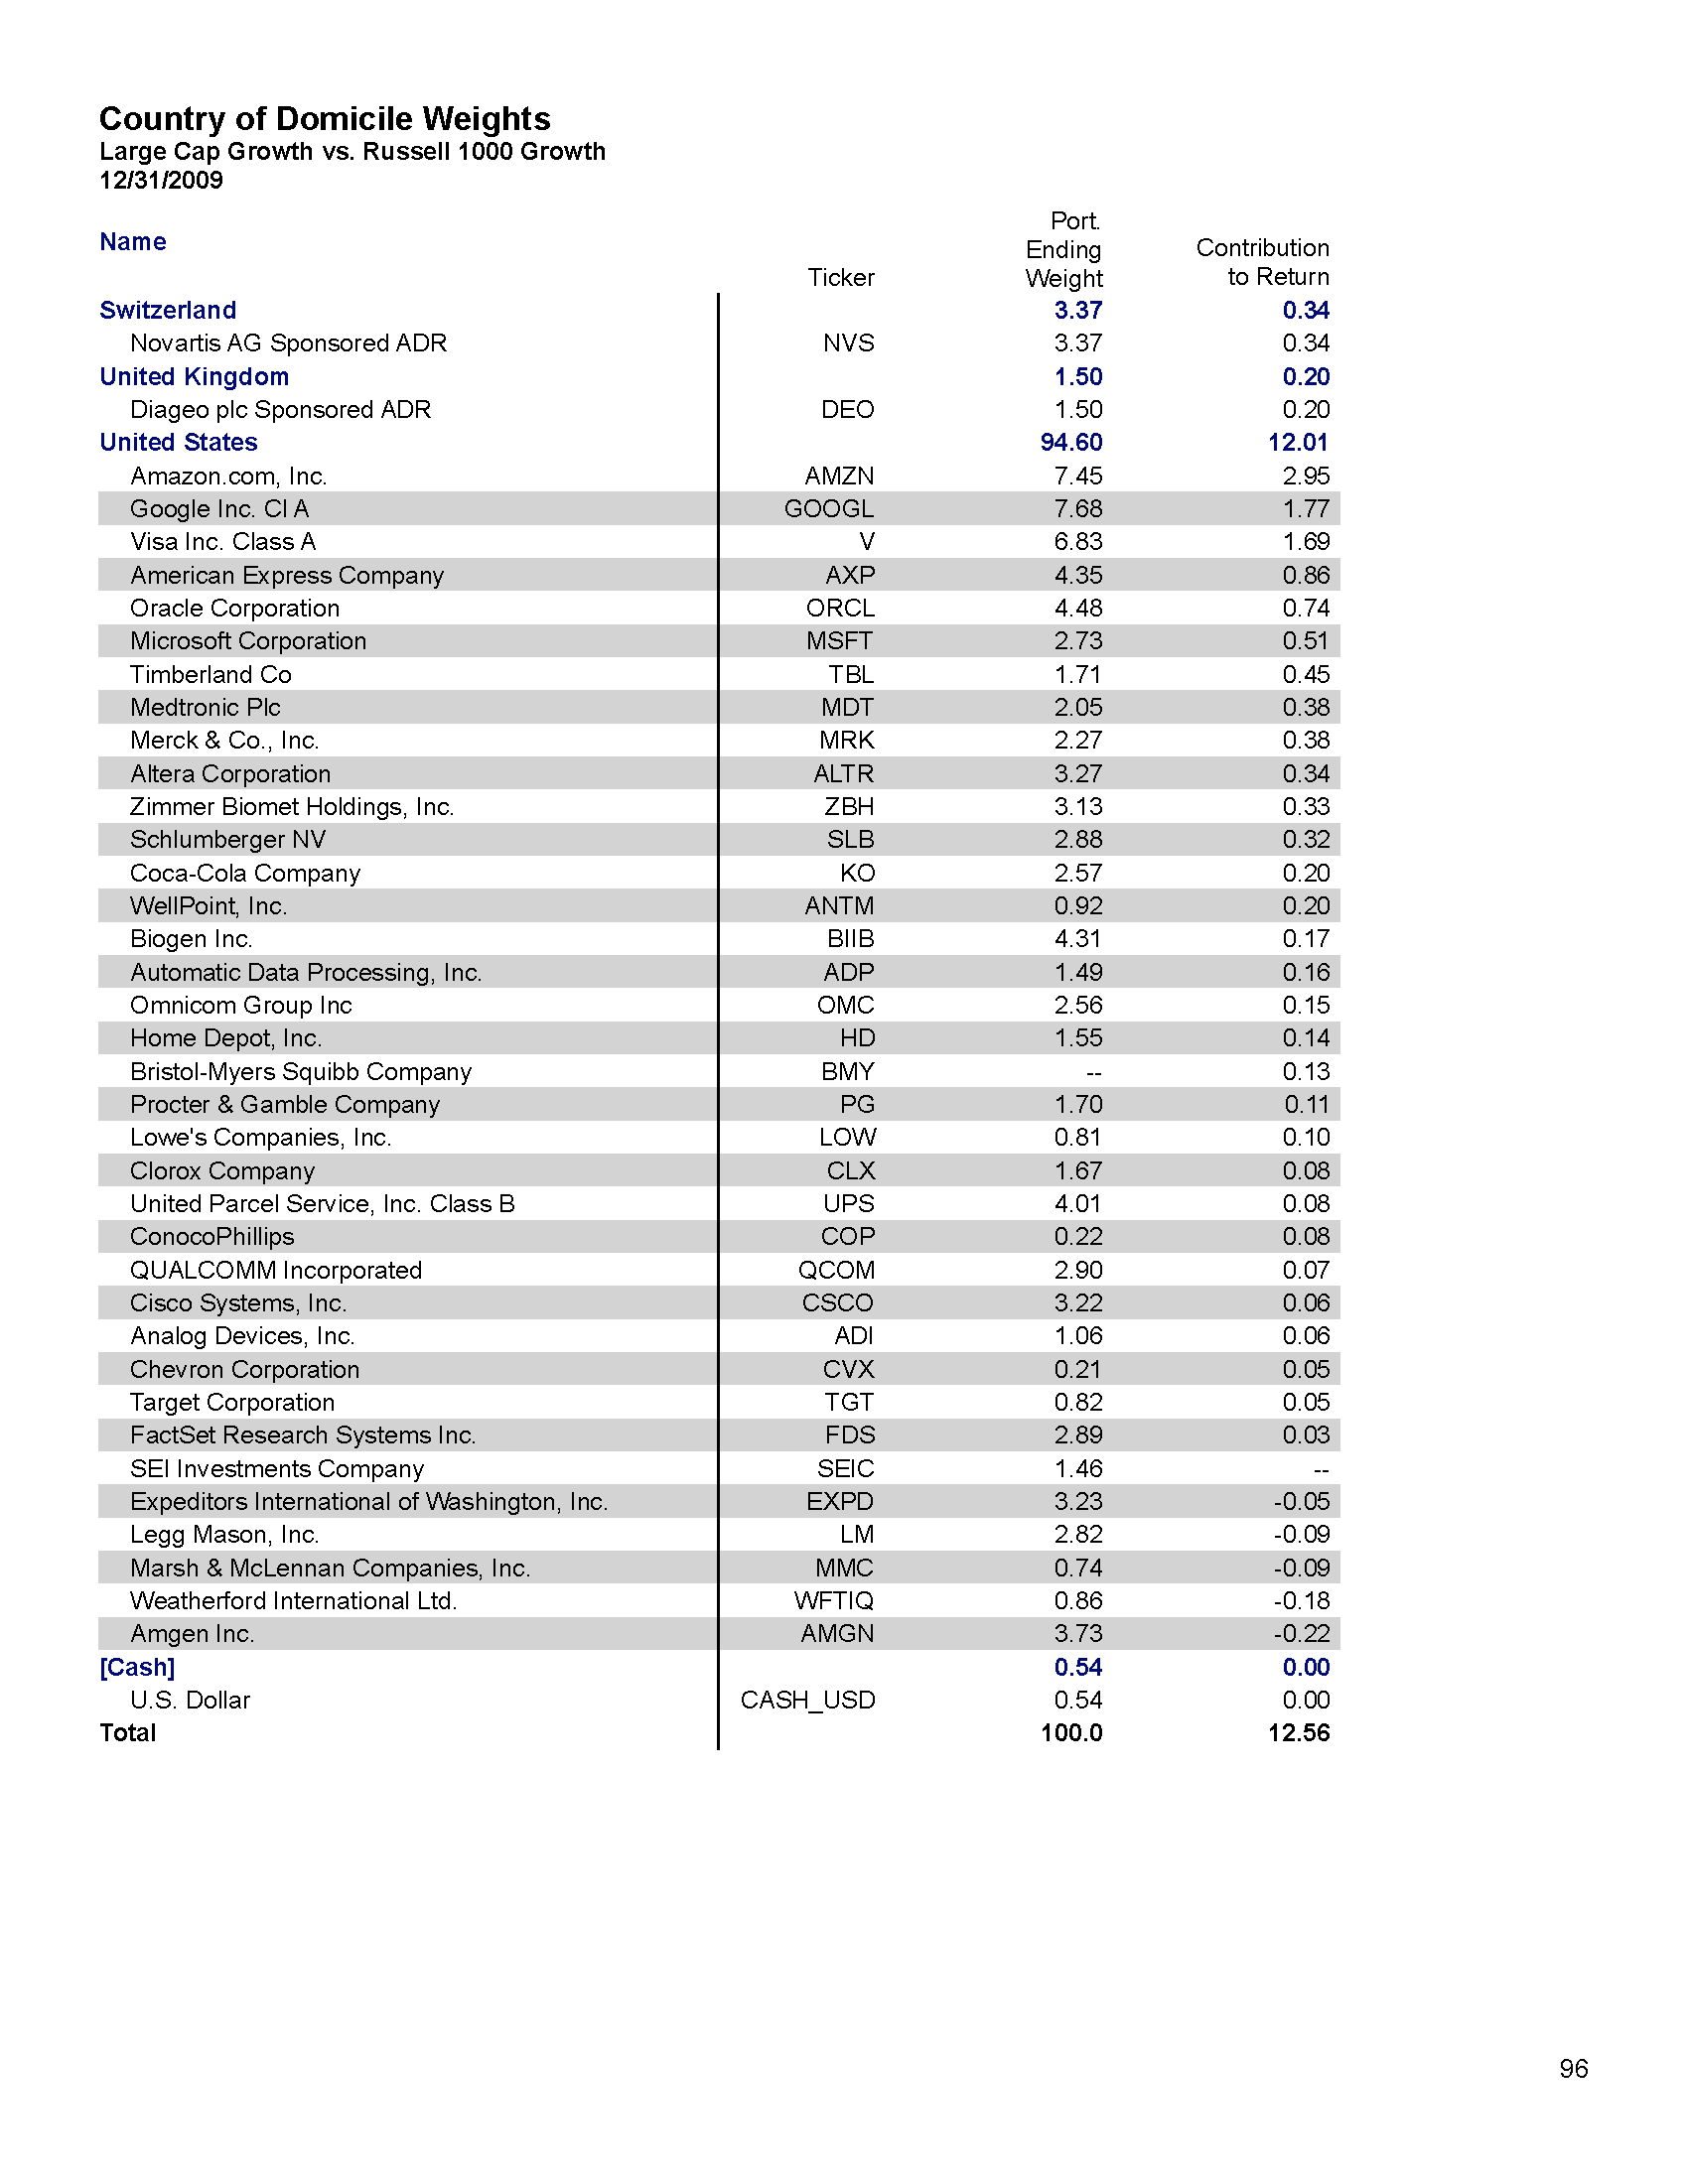 Country of Domicile Weights
Large Cap Growth vs. Russell 1000 Growth
12/31/2009
Name Ticker Port. Ending Weight Contribution to Return
Switzerland 3.37 0.34
Novartis AG Sponsored ADR NVS 3.37 0.34
United Kingdom 1.50 0.20
Diageo plc Sponsored ADR DEO 1.50 0.20
United States 94.60 12.01
Amazon.com, Inc. AMZN 7.45 2.95
Google Inc. Cl A GOOGL 7.68 1.77
Visa Inc. Class A V 6.83 1.69
American Express Company AXP 4.35 0.86
Oracle Corporation ORCL 4.48 0.74
Microsoft Corporation MSFT 2.73 0.51
Timberland Co TBL 1.71 0.45
Medtronic Plc MDT 2.05 0.38
Merck & Co., Inc. MRK 2.27 0.38
Altera Corporation ALTR 3.27 0.34
Zimmer Biomet Holdings, Inc. ZBH 3.13 0.33
Schlumberger NV SLB 2.88 0.32
Coca-Cola Company KO 2.57 0.20
WellPoint, Inc. ANTM 0.92 0.20
Biogen Inc. BIIB 4.31 0.17
Automatic Data Processing, Inc. ADP 1.49 0.16
Omnicom Group Inc OMC 2.56 0.15
Home Depot, Inc. HD 1.55 0.14
Bristol-Myers Squibb Company BMY -- 0.13
Procter & Gamble Company PG 1.70 0.11
Lowe's Companies, Inc. LOW 0.81 0.10
Clorox Company CLX 1.67 0.08
United Parcel Service, Inc. Class B UPS 4.01 0.08
ConocoPhillips COP 0.22 0.08
QUALCOMM Incorporated QCOM 2.90 0.07
Cisco Systems, Inc. CSCO 3.22 0.06
Analog Devices, Inc. ADI 1.06 0.06
Chevron Corporation CVX 0.21 0.05
Target Corporation TGT 0.82 0.05
FactSet Research Systems Inc. FDS 2.89 0.03
SEI Investments Company SEIC 1.46 --
Expeditors International of Washington, Inc. EXPD 3.23 -0.05
Legg Mason, Inc. LM 2.82 -0.09
Marsh & McLennan Companies, Inc. MMC 0.74 -0.09
Weatherford International Ltd. WFTIQ 0.86 -0.18
Amgen Inc. AMGN 3.73 -0.22
[Cash] 0.54 0.00
U.S. Dollar CASH_USD 0.54 0.00
Total 100.0 12.56
96